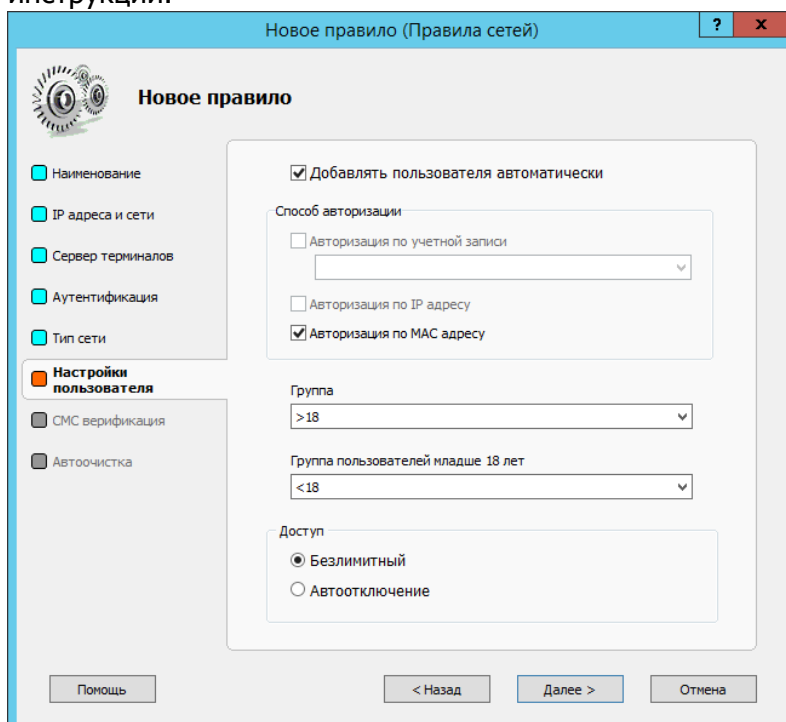 инструкции.
Новое правило (Правила сетей)
? x
Новое правило
Наименование
IP адреса и сети
Сервер терминалов
Аутентификация
Тип сети
Настройки
пользователя
СМС верификация
Автоочистка
Добавлять пользователя автоматически
Способ авторизации
Авторизация по учетной записи
Авторизация по IP адресу
Авторизация по MAC адресу
Группа
>18
Группа пользователей младше 18 лет
<18
Доступ
Безлимитный
Автоотключение
Помощь
< Назад
Далее >
Отмена